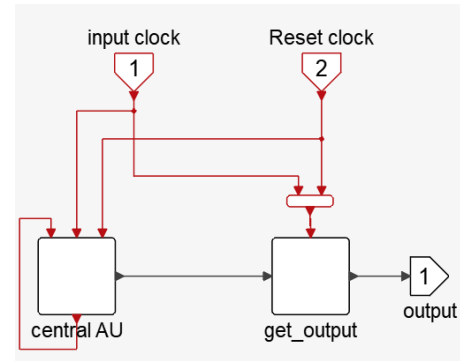 input clock
Reset clock
1
2
central AU
get_output
1
output